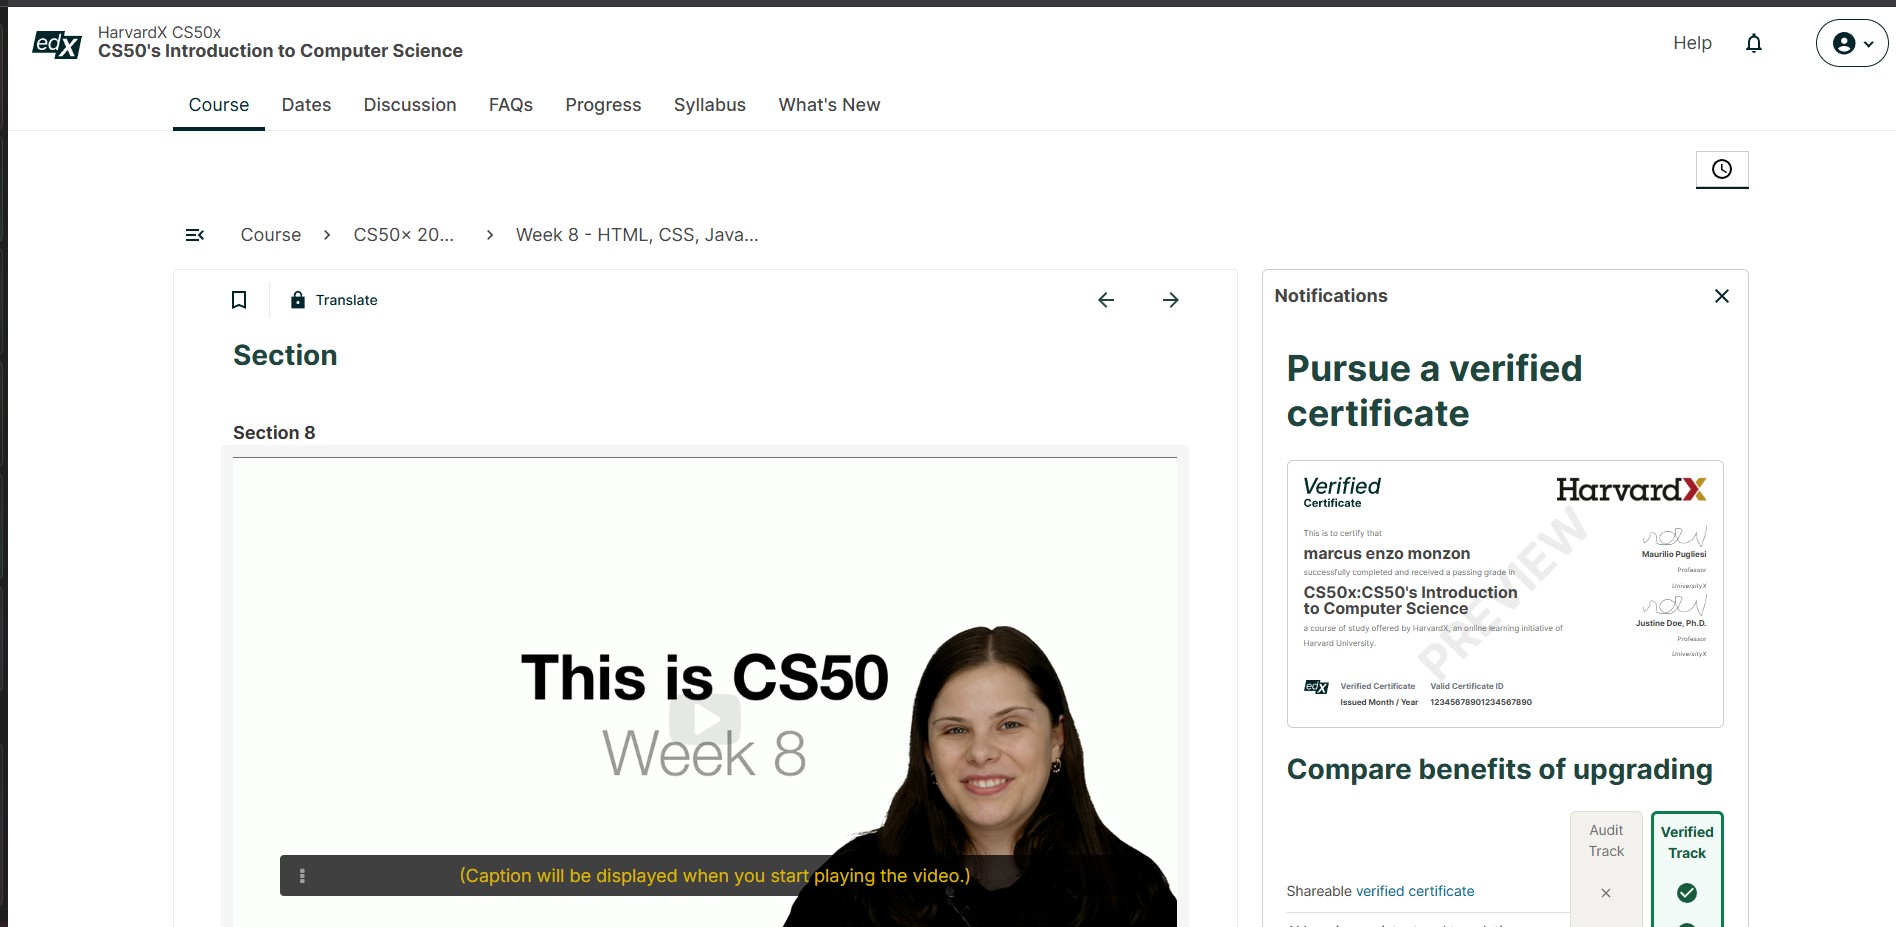 edX
HarvardX CS50x
CS50's Introduction to Computer Science
Help
Course
Dates
Discussion
FAQs
Progress
Syllabus
What's New
Course
CS50x 20...
Week 8 - HTML, CSS, Java...
Translate
Section
Section 8
This is CS50
Week 8
(Caption will be displayed when you start playing the video.)
Notifications
Pursue a verified
certificate
Verified
Certificate
HarvardX
This is to certify that
marcus enzo monzon
successfully completed and received a passing grade in
CS50x:CS50's Introduction
to Computer Science
a course of study offered by HarvardX, an online learning initiative of
Harvard University.
PREVIEW
Maurilio Pugliesi
Professor
UniversityX
Justine Doe, Ph.D.
Professor
UniversityX
edX
Verified Certificate
Issued Month / Year
Valid Certificate ID
12345678901234567890
Compare benefits of upgrading
Audit
Track
Verified
Track
Shareable verified certificate